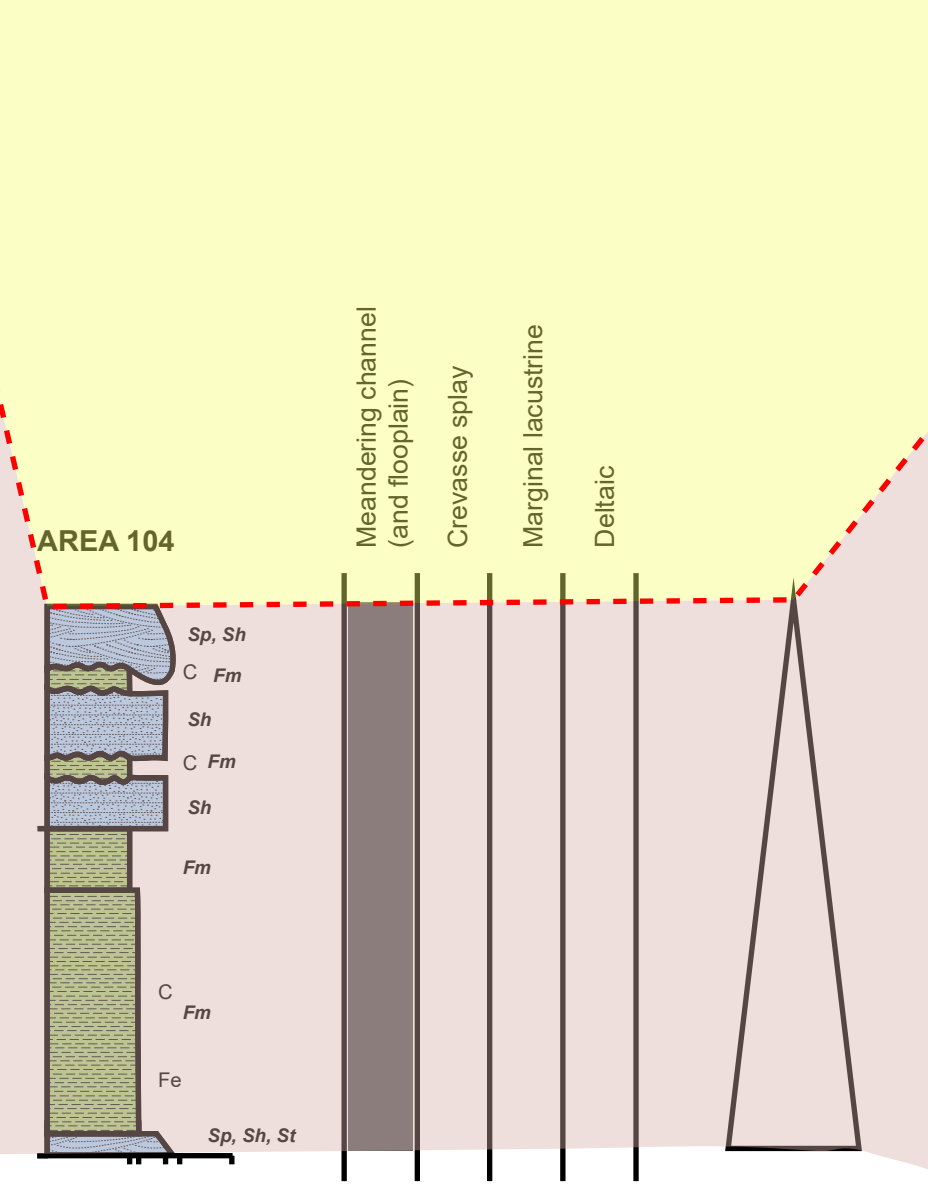 Meandering channel
(and flooplain)
Crevasse splay
Marginal lacustrine
Deltaic
AREA 104
Sp, Sh
C Fm
Sh
C Fm
Sh
Fm
C
Fm
Fe
Sp, Sh, St